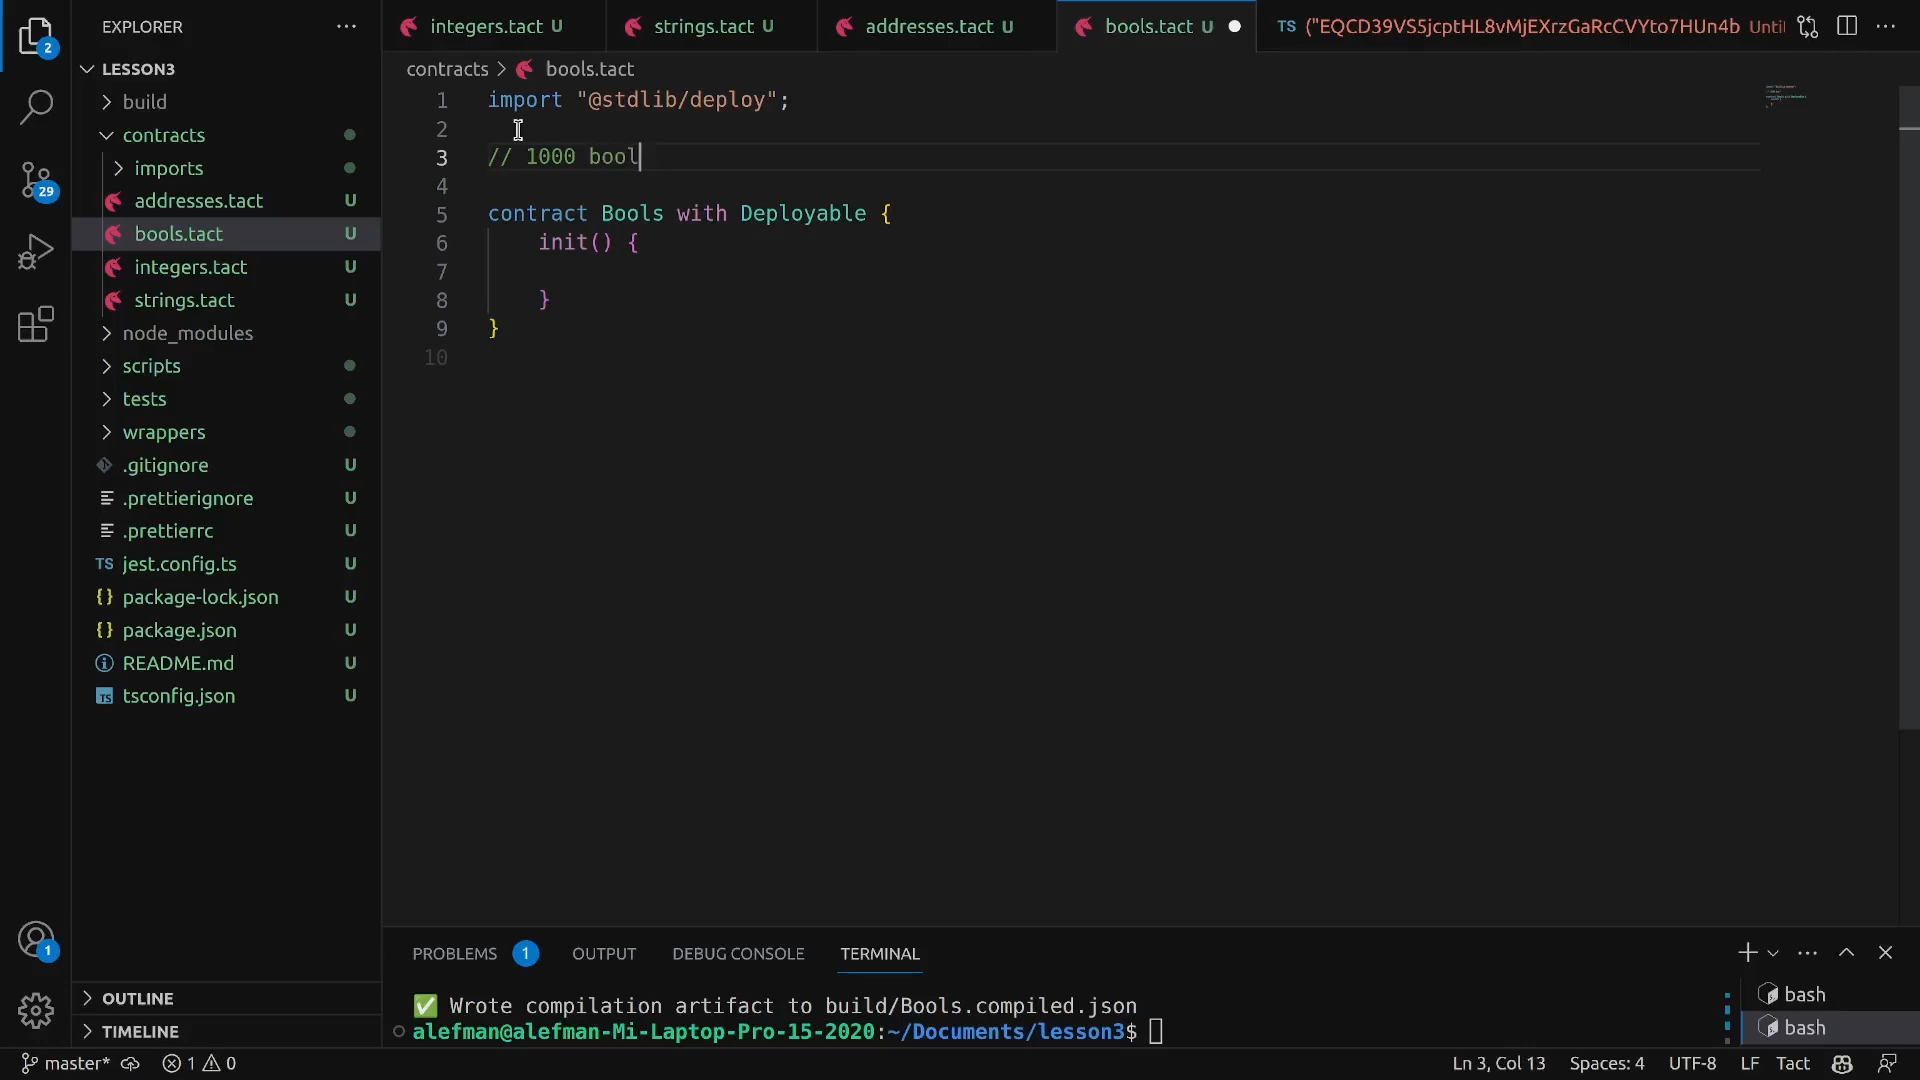 EXPLORER
LESSON3
build
contracts
imports
addresses.tact U
bools.tact U
integers.tact U
strings.tact U
node_modules
scripts
tests
wrappers
.gitignore U
.prettierignore U
.prettierrc U
TS jest.config.ts U
{} package-lock.json U
{} package.json U
README.md U
TS tsconfig.json U
OUTLINE
TIMELINE
2
29
1
integers.tact U
strings.tact U
addresses.tact U
bools.tact U
TS ("EQCD39VS5jcptHL8vMjEXrzGaRcCVYto7HUn4b Unti
contracts > bools.tact
1 import "@stdlib/deploy";
2
3 // 1000 bool
4
5 contract Bools with Deployable {
6 init() {
7
8 }
9 }
10
PROBLEMS 1 OUTPUT DEBUG CONSOLE TERMINAL
✅ Wrote compilation artifact to build/Bools.compiled.json
alefman@alefman-Mi-Laptop-Pro-15-2020:~/Documents/lesson3$
bash
bash
master* 1 0
Ln 3, Col 13 Spaces: 4 UTF-8 LF Tact